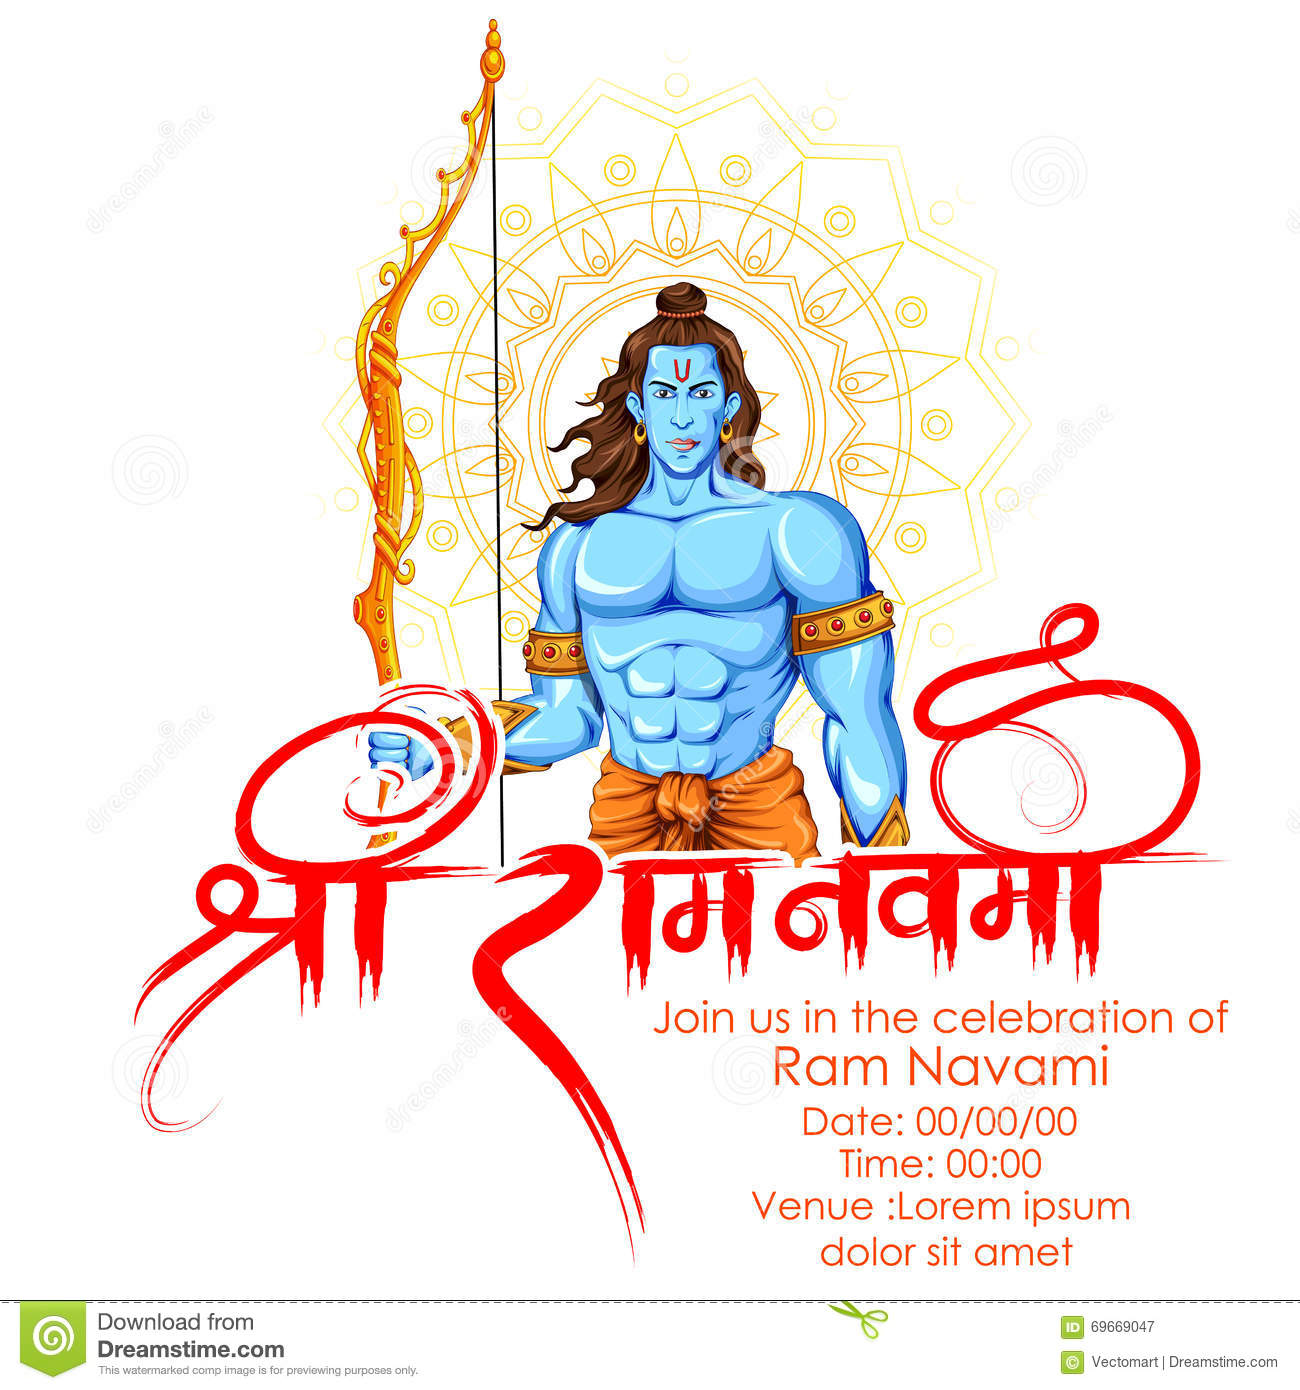 श्री राम नवमी
Join us in the celebration of
Ram Navami
Date: 00/00/00
Time: 00:00
Venue :Lorem ipsum
dolor sit amet
Download from
Dreamstime.com
This watermarked comp image is for previewing purposes only.
ID 69669047
© Vectomart | Dreamstime.com